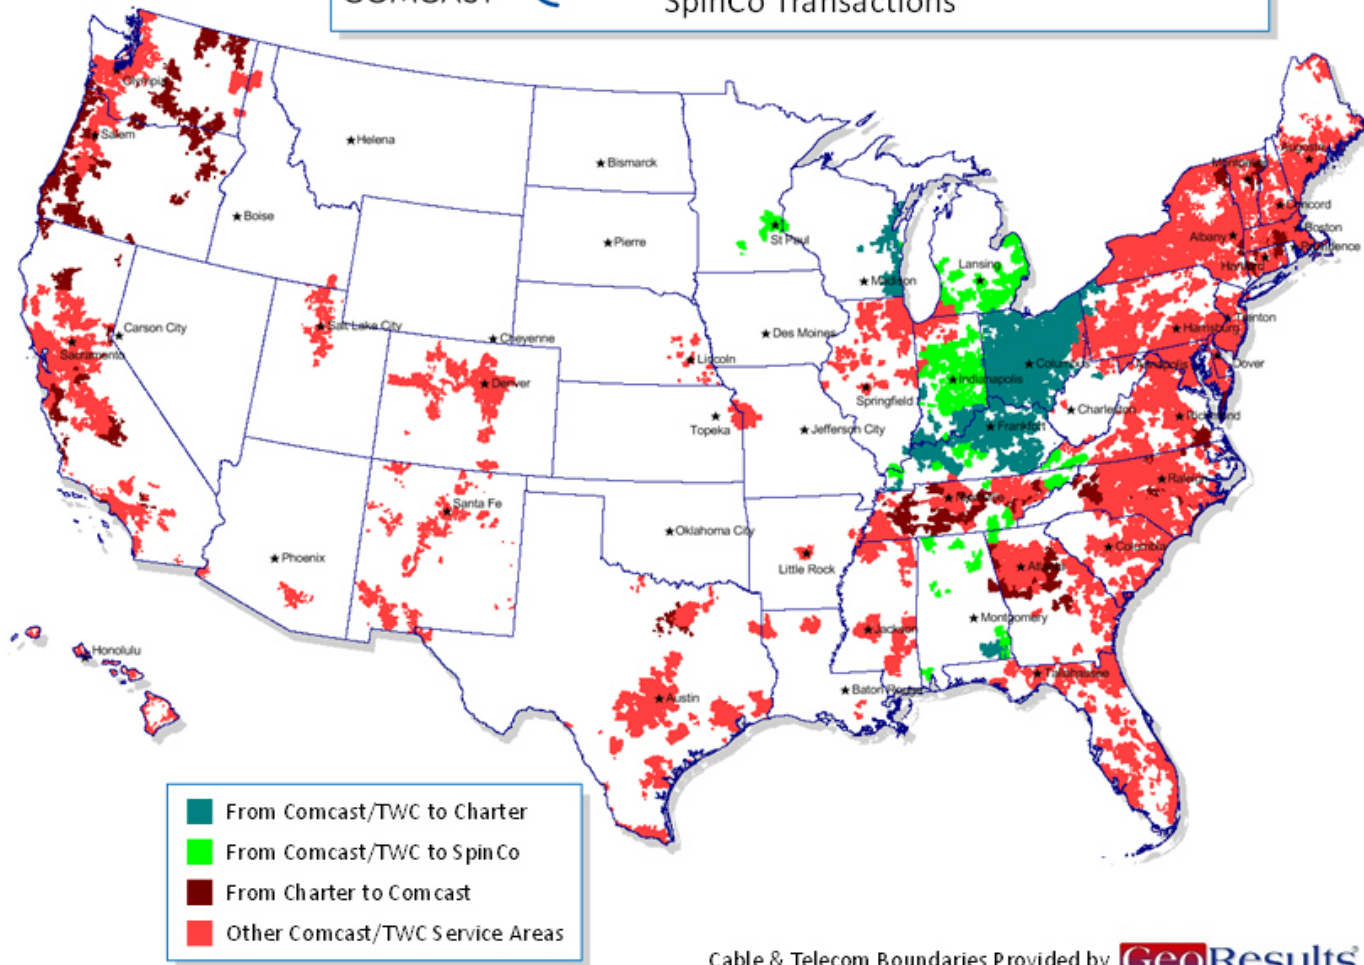 COMCAST
SpinCo Transactions
Olympia
Salem
Helena
Bismarck
Boise
Pierre
St Paul
Lansing
Madison
Augusta
Concord
Boston
Albany
Providence
Carson City
Sacramento
Salt Lake City
Cheyenne
Denver
Lincoln
Des Moines
Springfield
Indianapolis
Columbus
Harrisburg
Trenton
Dover
Annapolis
Topeka
Jefferson City
Frankfort
Charleston
Richmond
Raleigh
Nashville
Santa Fe
Oklahoma City
Phoenix
Little Rock
Atlanta
Columbia
Montgomery
Jackson
Honolulu
Austin
Baton Rouge
Tallahassee
From Comcast/TWC to Charter
From Comcast/TWC to SpinCo
From Charter to Comcast
Other Comcast/TWC Service Areas
Cable & Telecom Boundaries Provided by GeoResults